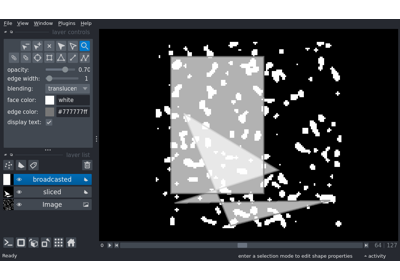 File View Window Plugins Help
layer controls
opacity: 0.70
edge width: 1
blending: translucen
face color: white
edge color: #777777ff
display text:
layer list
broadcasted
sliced
Image
0
64 127
Ready
enter a selection mode to edit shape properties
activity